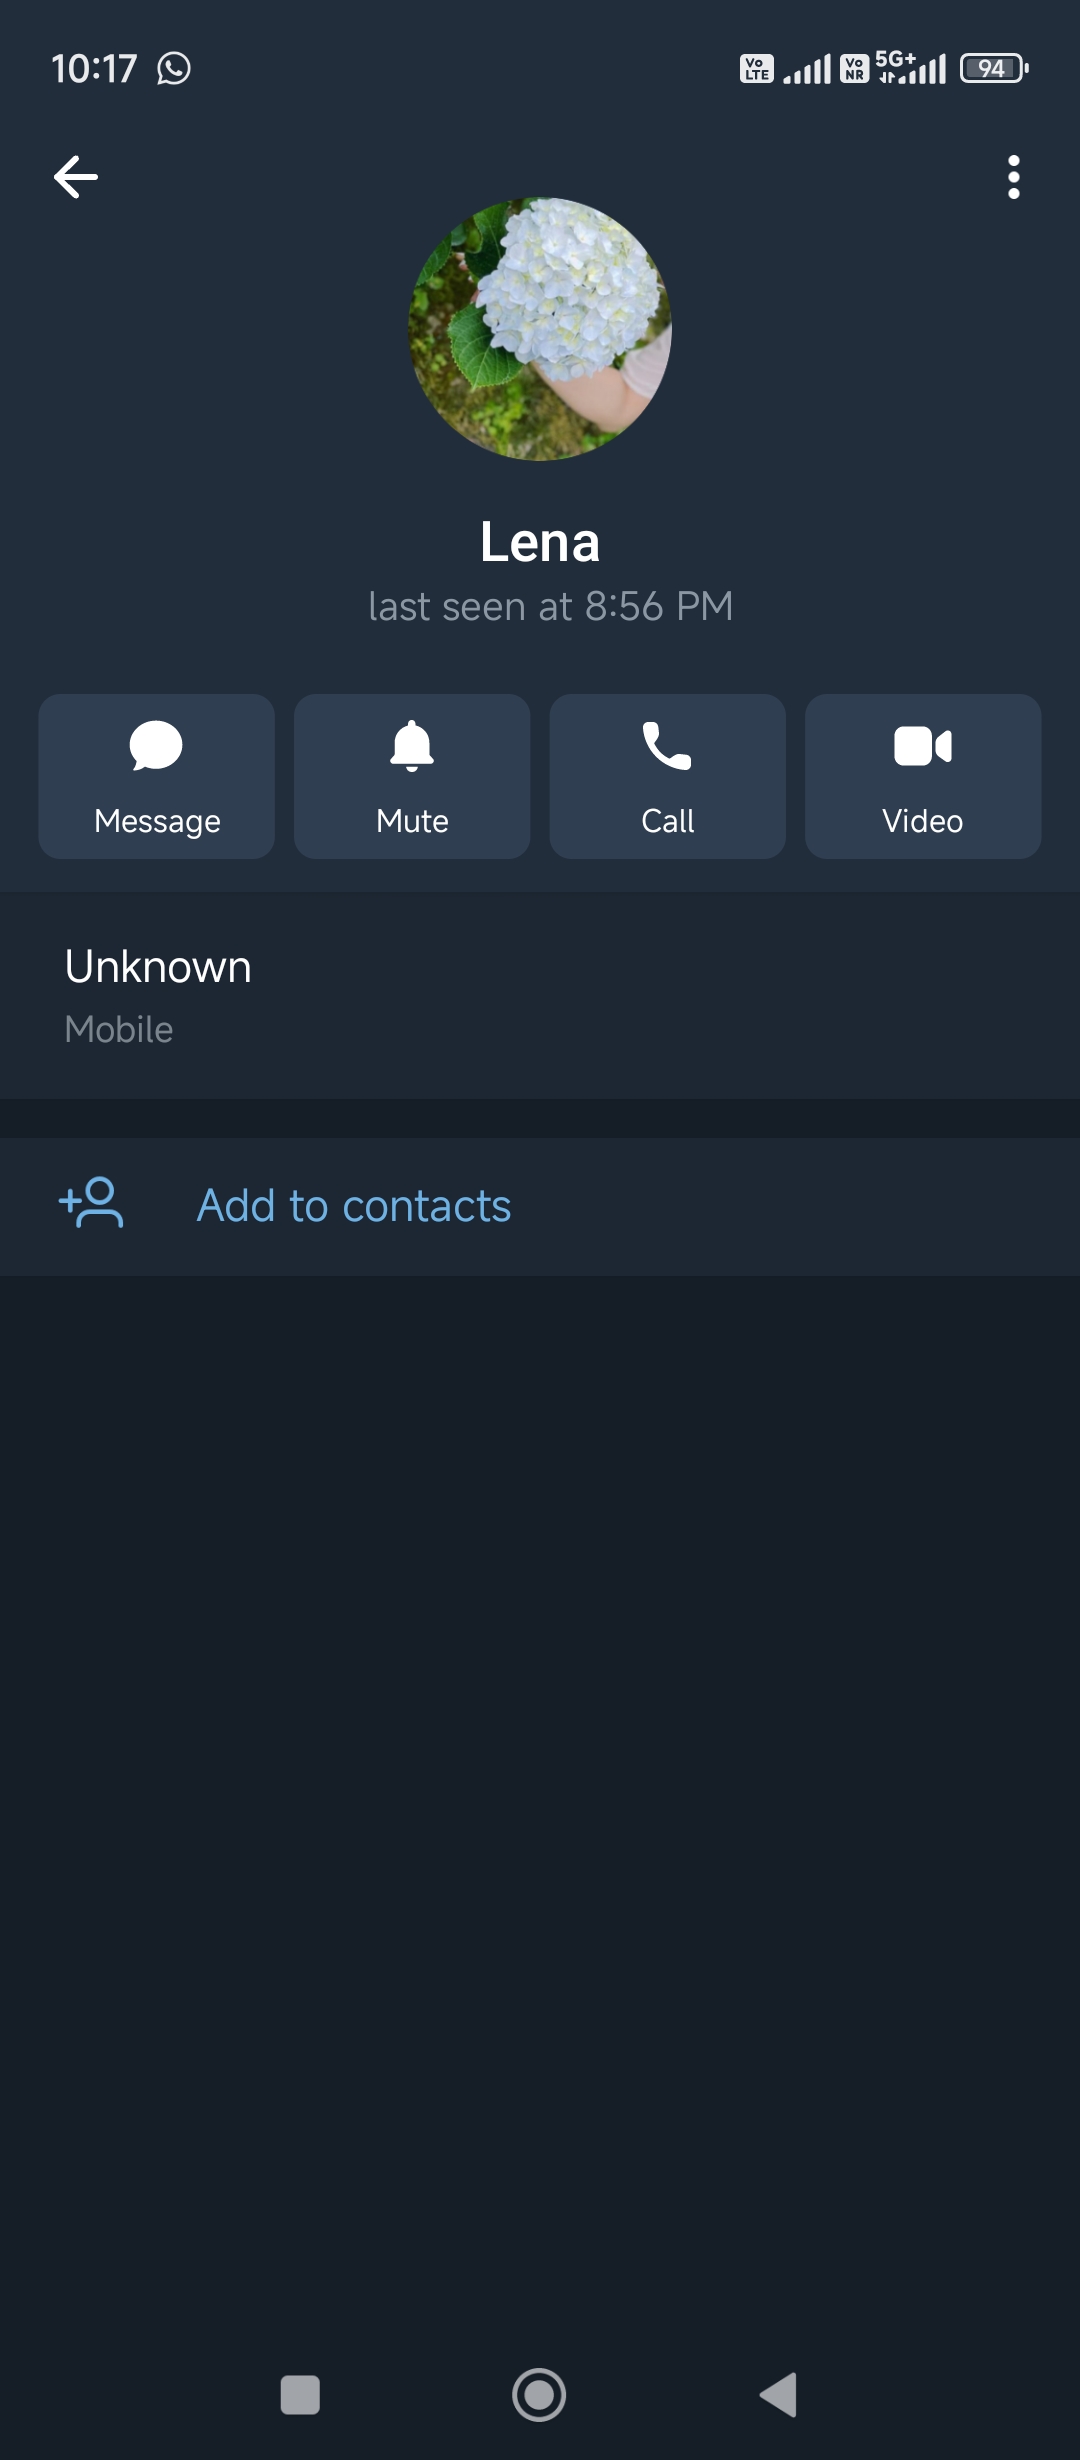 10:17
Vo LTE
Vo NR
5G+
94
Lena
last seen at 8:56 PM
Message
Mute
Call
Video
Unknown
Mobile
Add to contacts